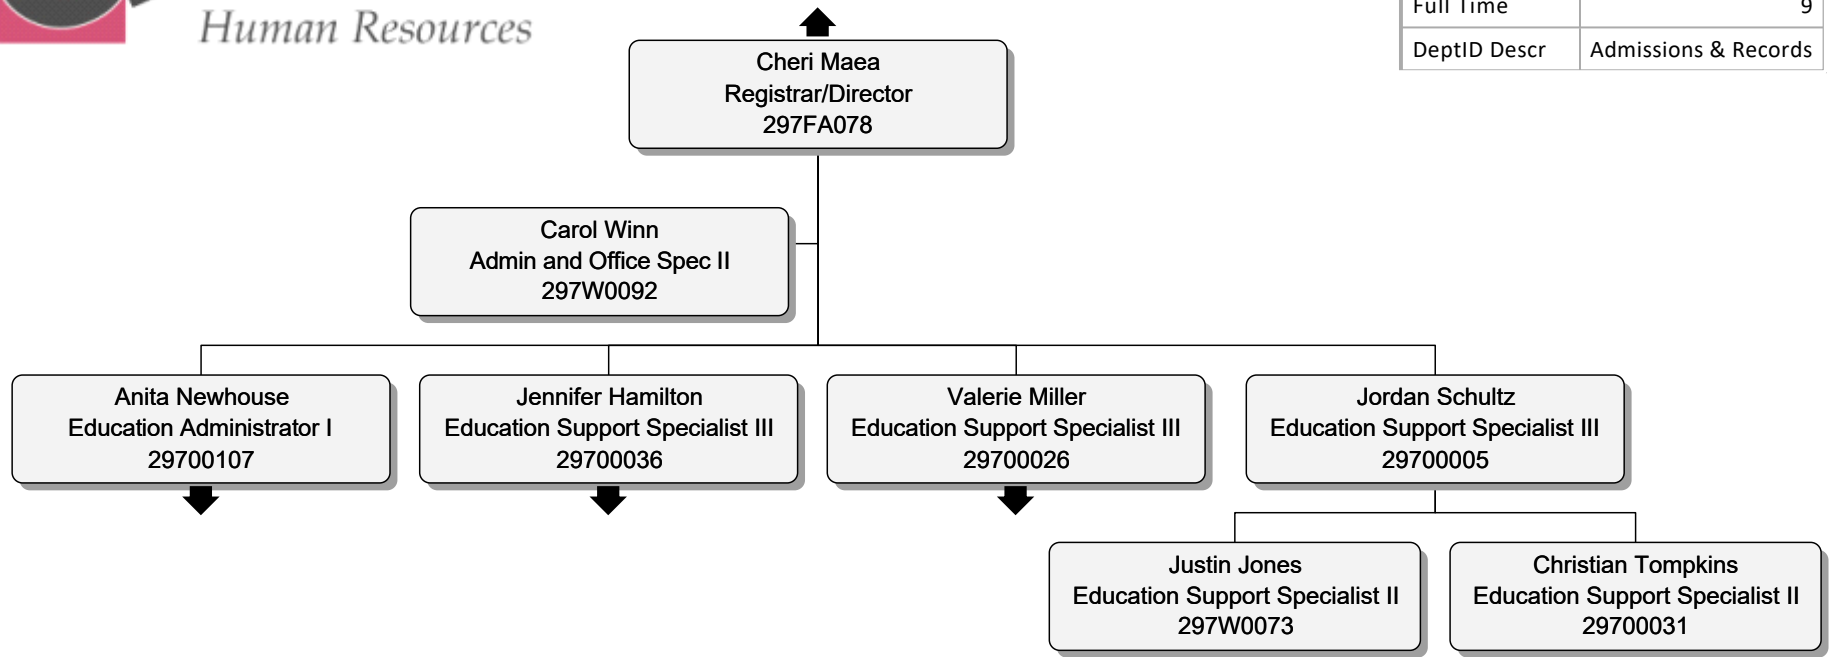 Human Resources
Full Time 9
DeptID Descr Admissions & Records
Cheri Maea
Registrar/Director
297FA078
Carol Winn
Admin and Office Spec II
297W0092
Anita Newhouse
Education Administrator I
29700107
Jennifer Hamilton
Education Support Specialist III
29700036
Valerie Miller
Education Support Specialist III
29700026
Jordan Schultz
Education Support Specialist III
29700005
Justin Jones
Education Support Specialist II
297W0073
Christian Tompkins
Education Support Specialist II
29700031